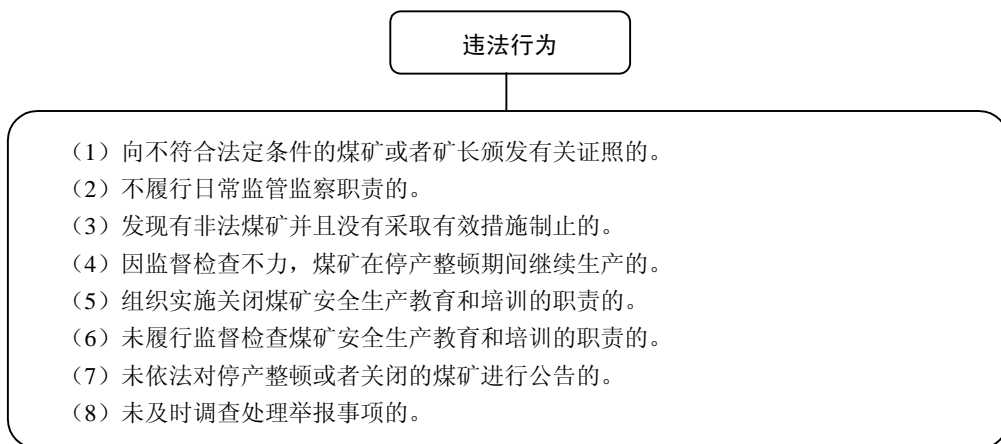 违法行为
（1）向不符合法定条件的煤矿或者矿长颁发有关证照的。
（2）不履行日常监管监察职责的。
（3）发现有非法煤矿并且没有采取有效措施制止的。
（4）因监督检查不力，煤矿在停产整顿期间继续生产的。
（5）组织实施关闭煤矿安全生产教育和培训的职责的。
（6）未履行监督检查煤矿安全生产教育和培训的职责的。
（7）未依法对停产整顿或者关闭的煤矿进行公告的。
（8）未及时调查处理举报事项的。